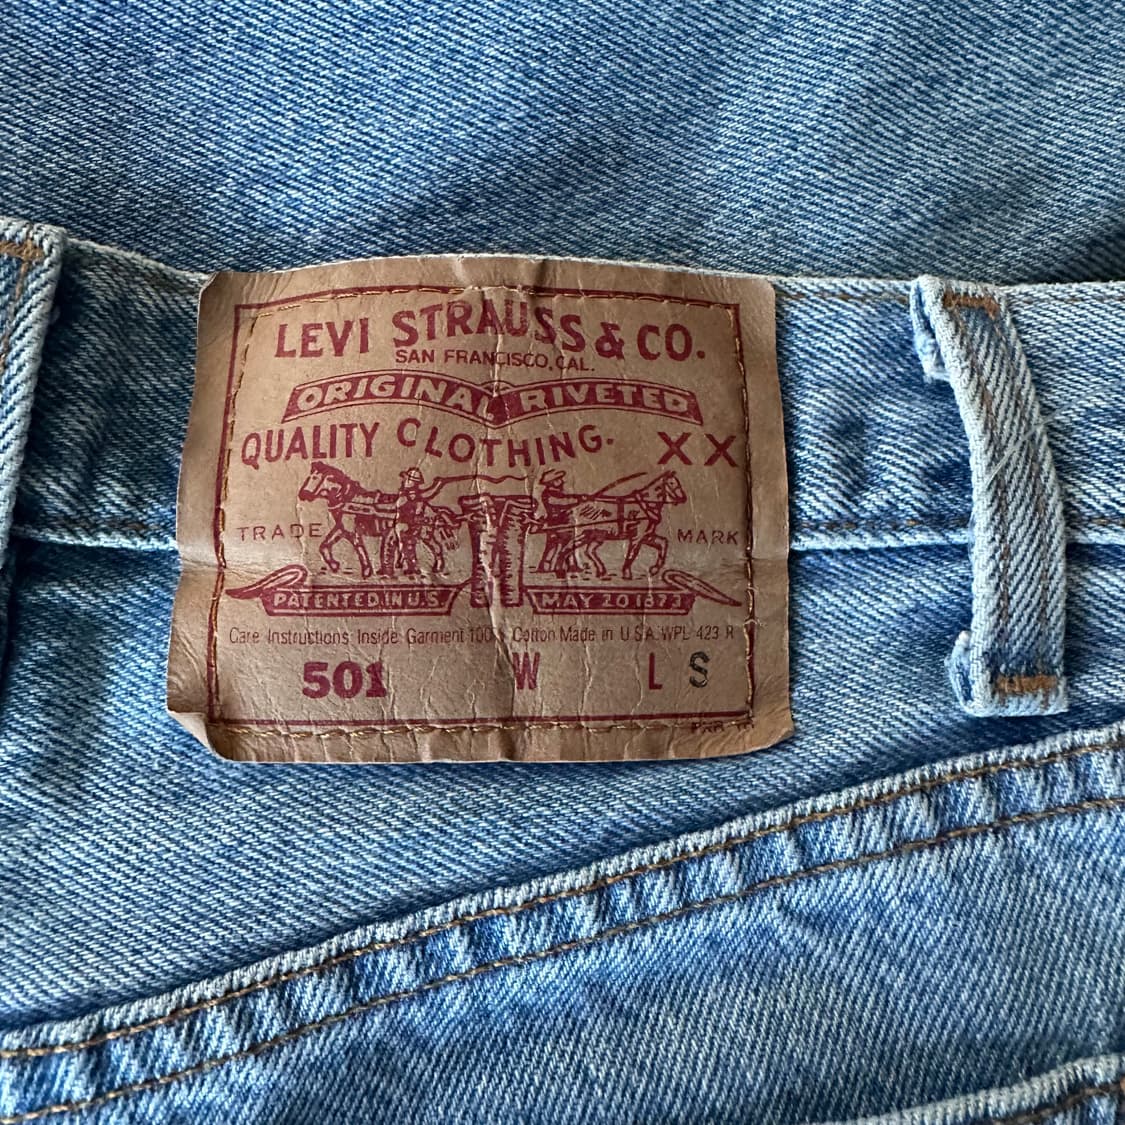 LEVI STRAUSS & CO.
SAN FRANCISCO, CAL.
ORIGINAL RIVETED
QUALITY CLOTHING. XX
TRADE MARK
PATENTED IN U.S. MAY 20 1873
Care Instructions Inside Garment 100% Cotton Made in U.S.A. WPL 423 R
501 W L S